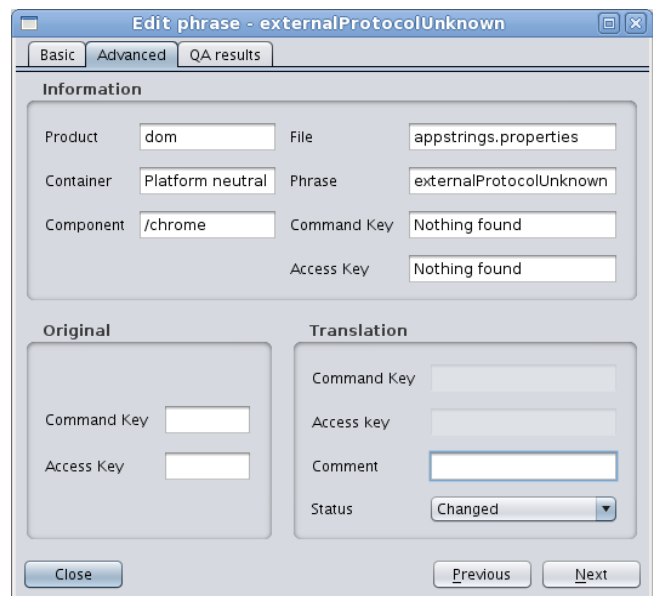 Edit phrase - externalProtocolUnknown
Basic Advanced QA results
Information
Product dom File appstrings.properties
Container Platform neutral Phrase externalProtocolUnknown
Component /chrome Command Key Nothing found
Access Key Nothing found
Original Translation
Command Key
Command Key Access key
Access Key Comment
Status Changed
Close Previous Next